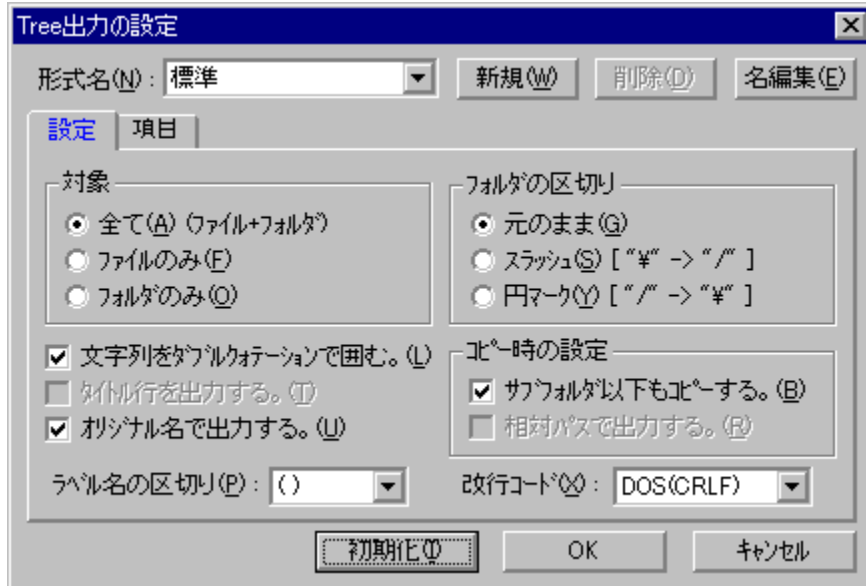 Tree出力の設定
形式名(N): 標準 新規(W) 削除(D) 名編集(E)
設定 項目
対象
全て(A) (ﾌｧｲﾙ+ﾌｫﾙﾀﾞ)
ﾌｧｲﾙのみ(F)
ﾌｫﾙﾀﾞのみ(O)
ﾌｫﾙﾀﾞの区切り
元のまま(G)
ｽﾗｯｼｭ(S) [ "¥" -> "/" ]
円ﾏｰｸ(Y) [ "/" -> "¥" ]
文字列をﾀﾞﾌﾞﾙｸｫﾃｰｼｮﾝで囲む。(L)
ﾀｲﾄﾙ行を出力する。(T)
ｵﾘｼﾞﾅﾙ名で出力する。(U)
ｺﾋﾟｰ時の設定
ｻﾌﾞﾌｫﾙﾀﾞ以下もｺﾋﾟｰする。(B)
相対ﾊﾟｽで出力する。(R)
ﾗﾍﾞﾙ名の区切り(P): () 改行ｺｰﾄﾞ(X): DOS(CRLF)
初期化(I) OK ｷｬﾝｾﾙ